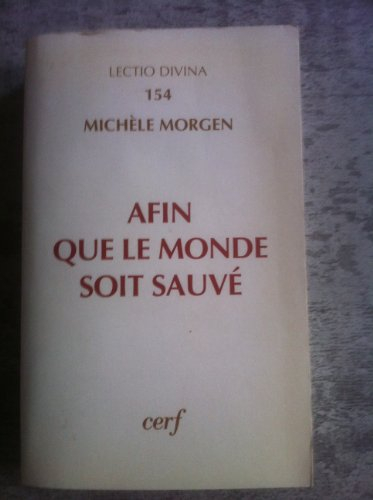 LECTIO DIVINA
154
MICHÈLE MORGEN
AFIN
QUE LE MONDE
SOIT SAUVÉ
cerf